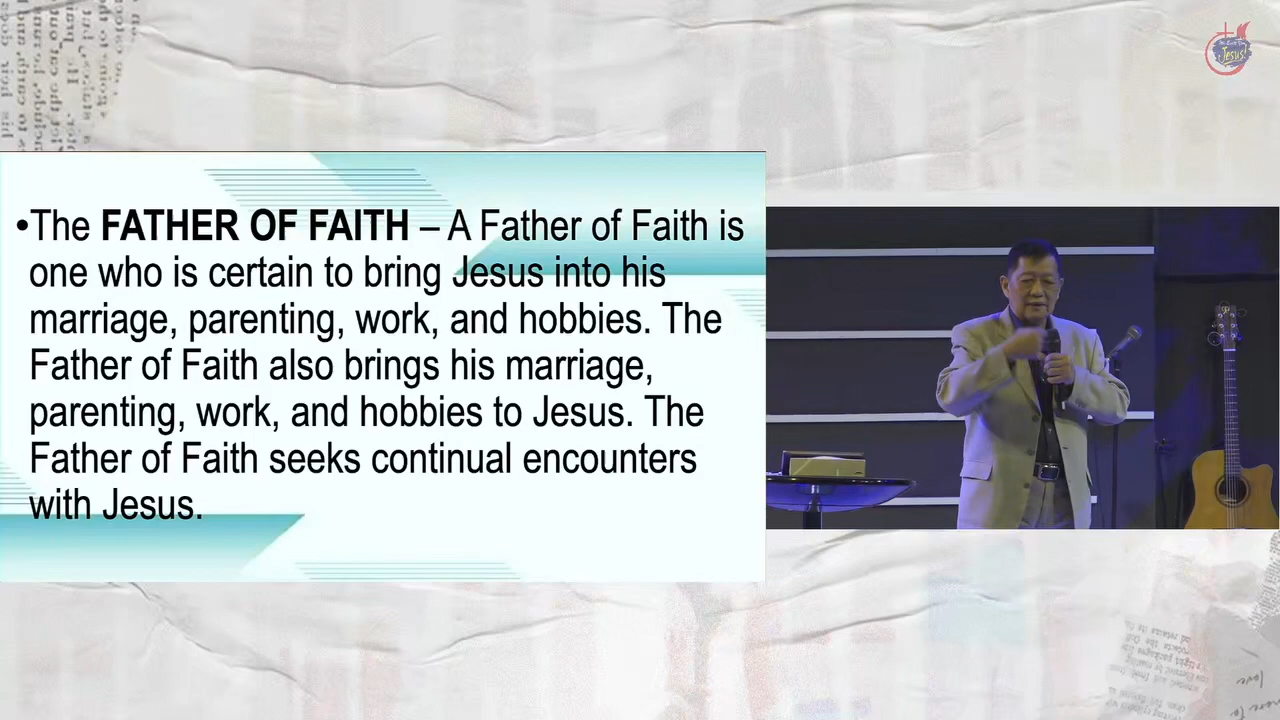 •The FATHER OF FAITH – A Father of Faith is
one who is certain to bring Jesus into his
marriage, parenting, work, and hobbies. The
Father of Faith also brings his marriage,
parenting, work, and hobbies to Jesus. The
Father of Faith seeks continual encounters
with Jesus.
Jesus!
love